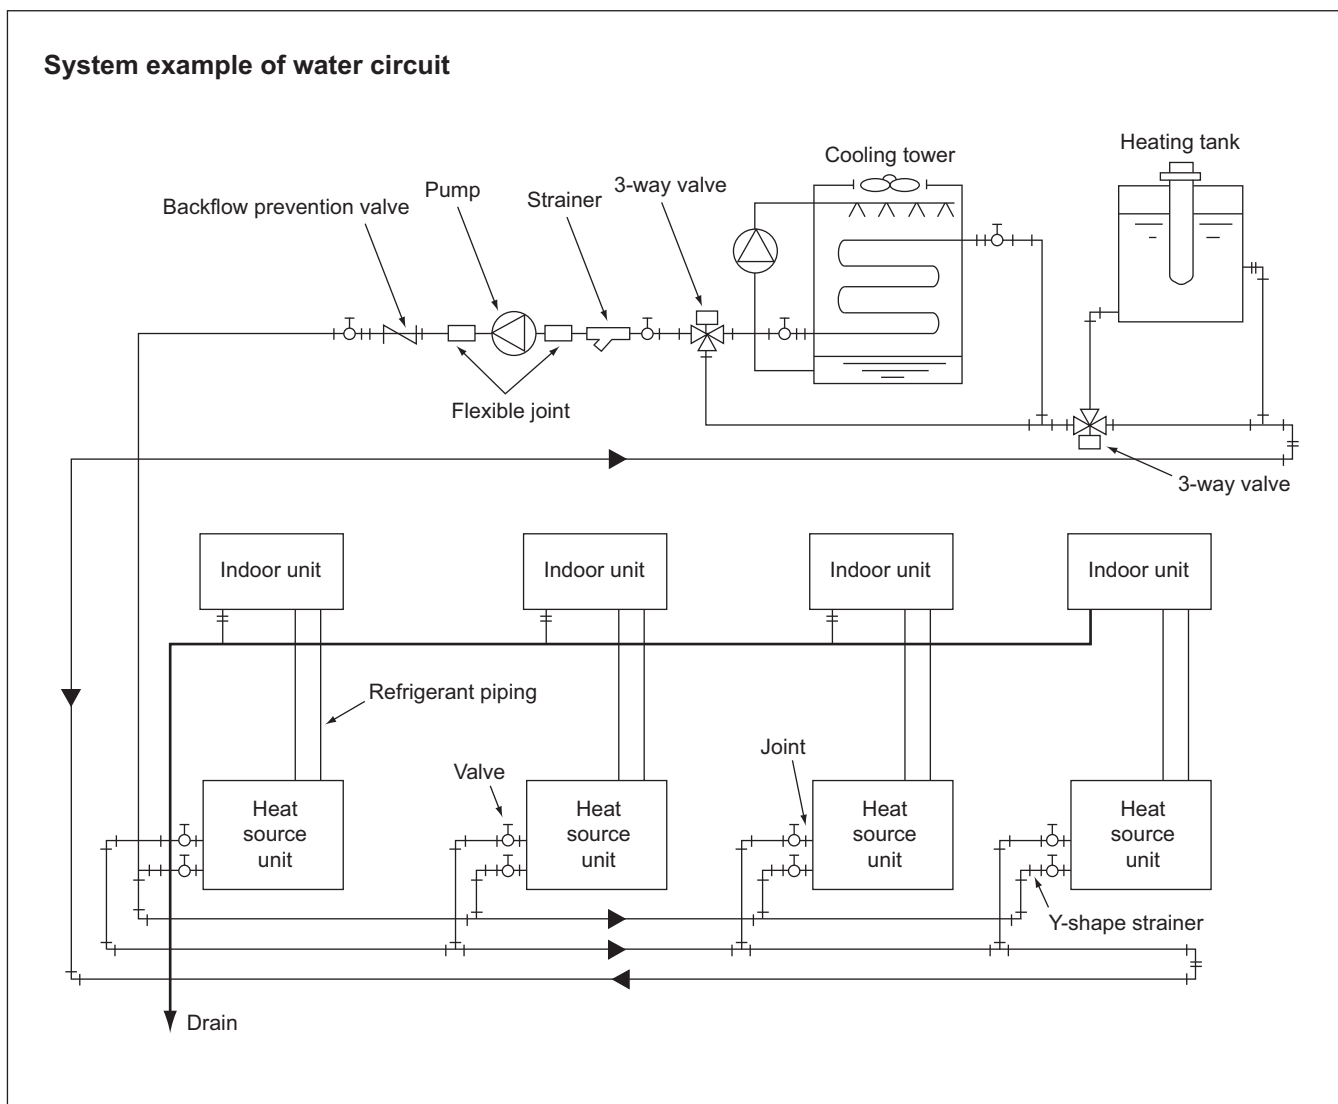 System example of water circuit
Heating tank
Cooling tower
3-way valve
Pump
Strainer
Backflow prevention valve
Flexible joint
3-way valve
Indoor unit
Indoor unit
Indoor unit
Indoor unit
Refrigerant piping
Joint
Valve
Heat
source
unit
Heat
source
unit
Heat
source
unit
Heat
source
unit
Y-shape strainer
Drain